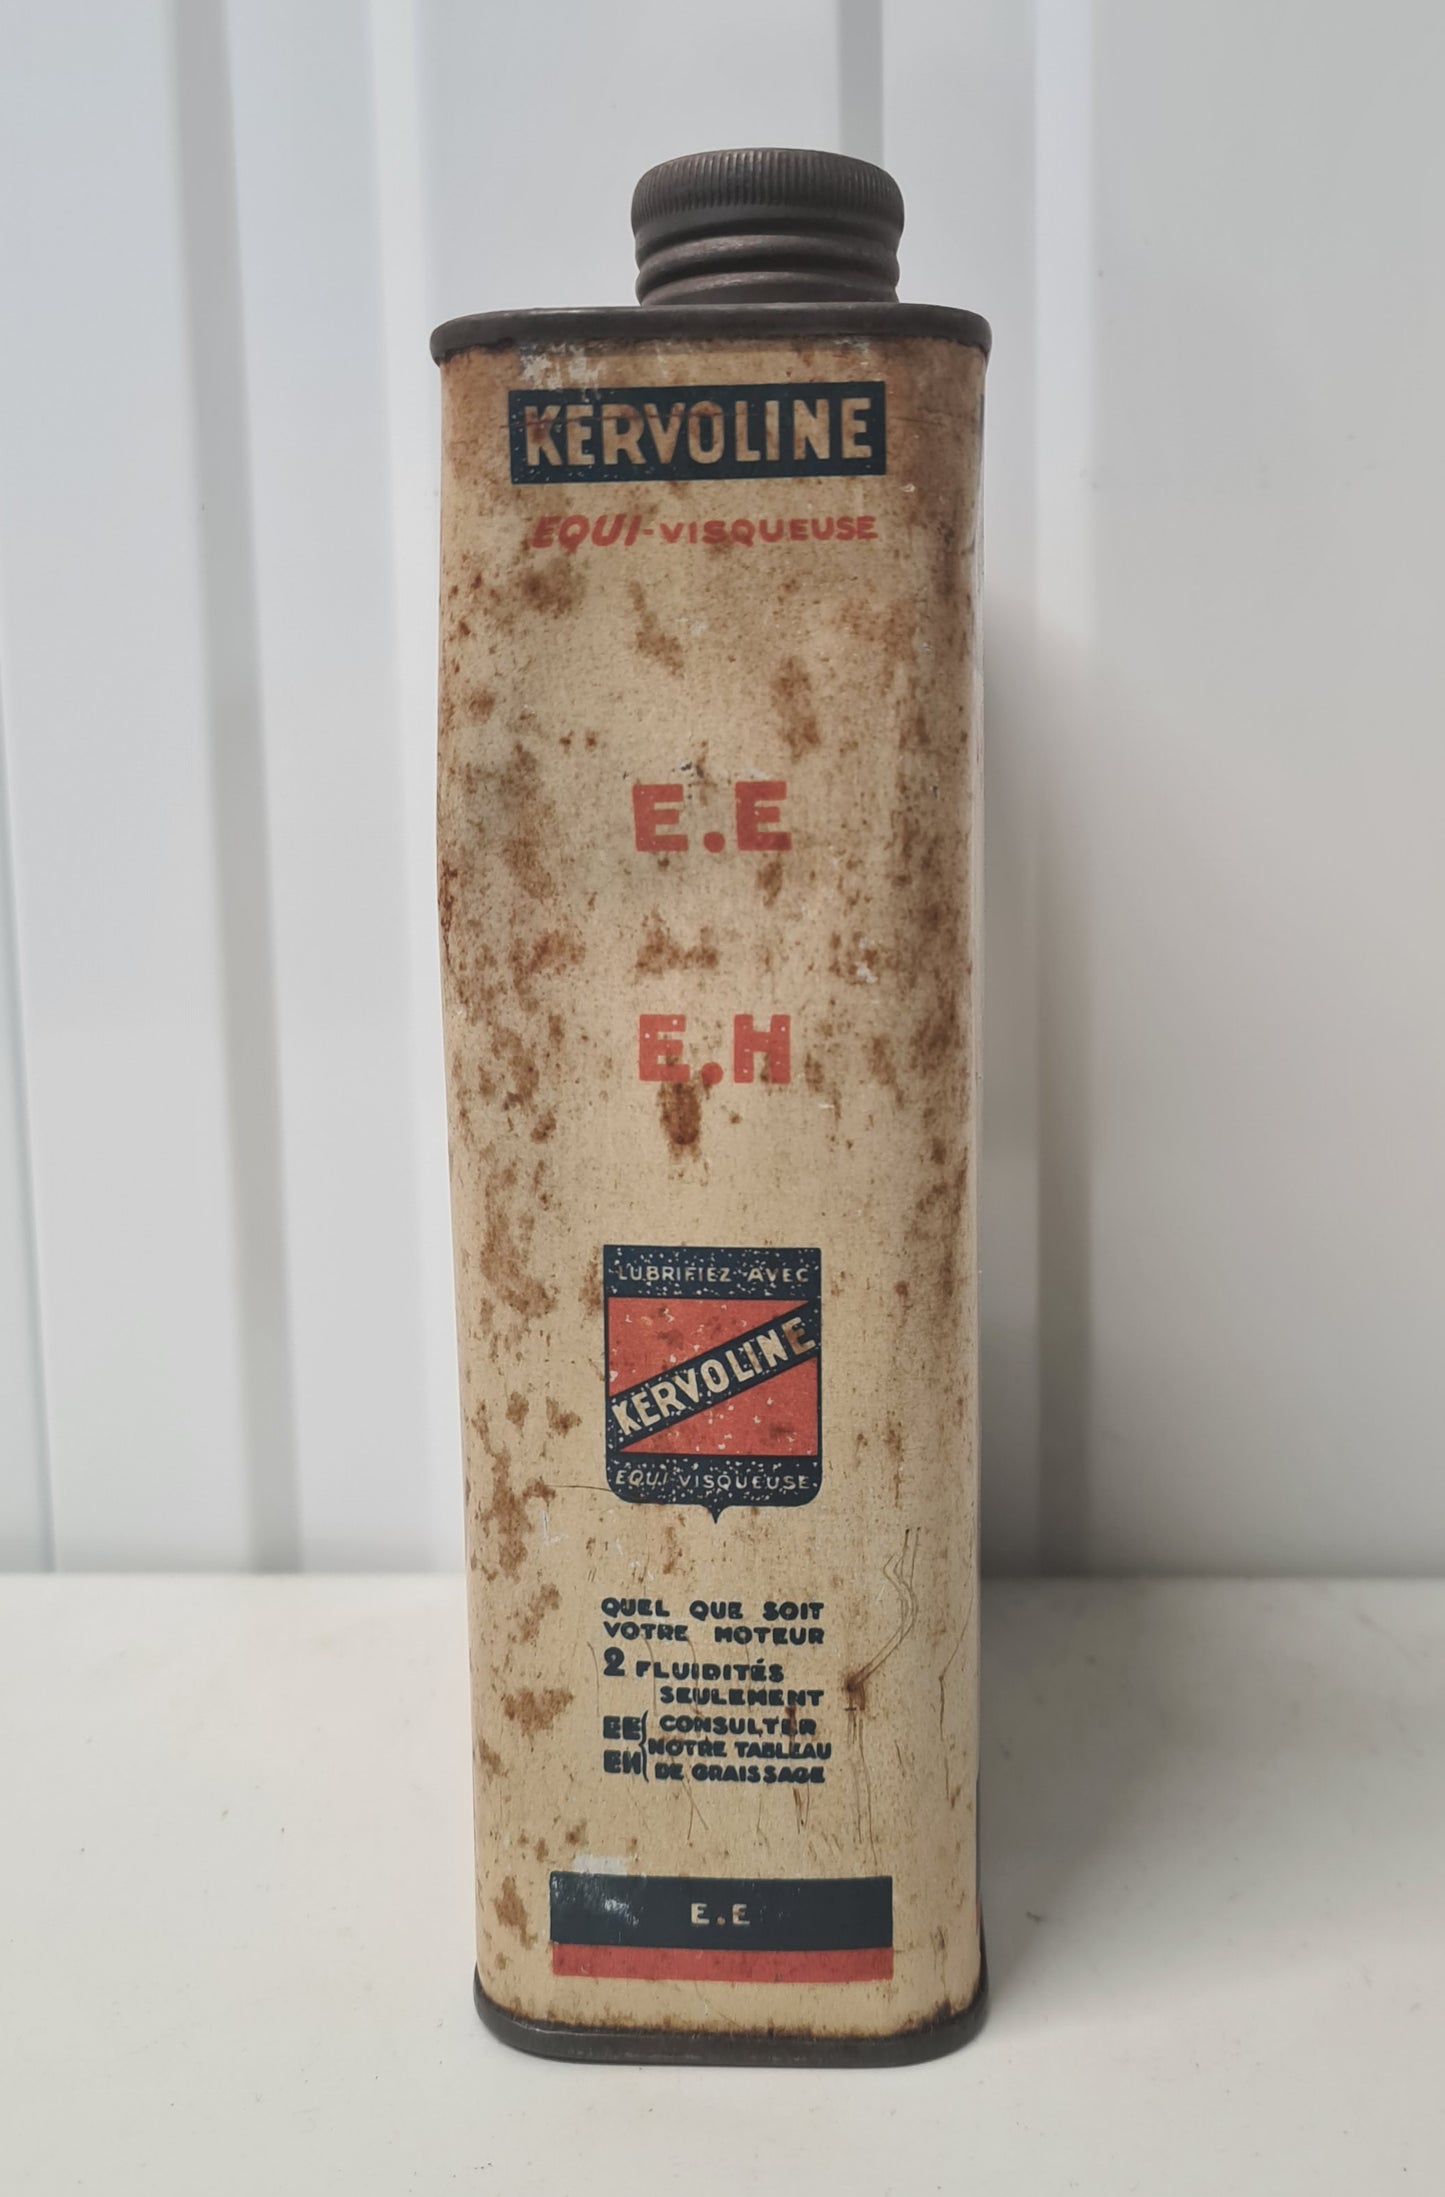 KERVOLINE
EQUI-VISQUEUSE
E.E
E.H
LUBRIFIEZ AVEC
KERVOLINE
EQUI-VISQUEUSE
QUEL QUE SOIT
VOTRE MOTEUR
2 FLUIDITÉS
SEULEMENT
EE CONSULTER
NOTRE TABLEAU
EH DE GRAISSAGE
E.E